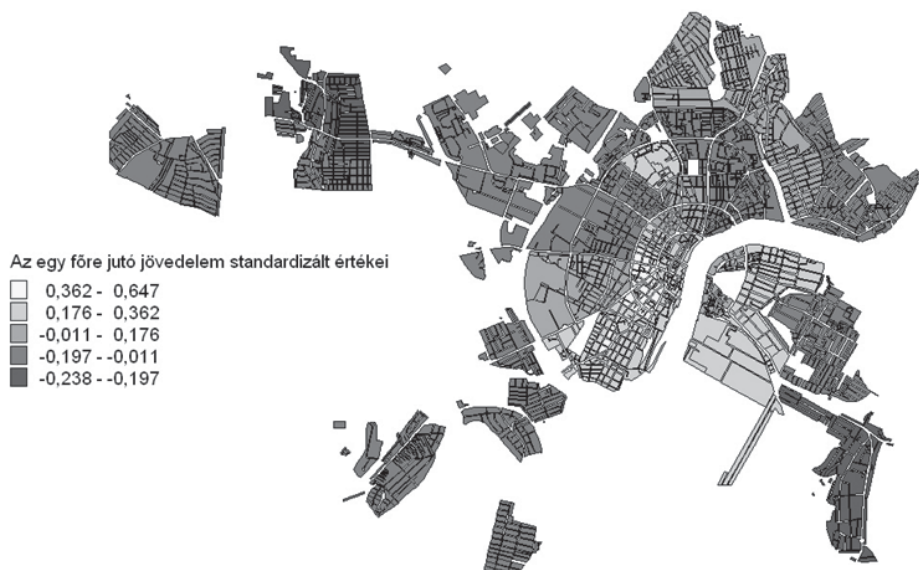 Az egy főre jutó jövedelem standardizált értékei
0,362 - 0,647
0,176 - 0,362
-0,011 - 0,176
-0,197 - -0,011
-0,238 - -0,197